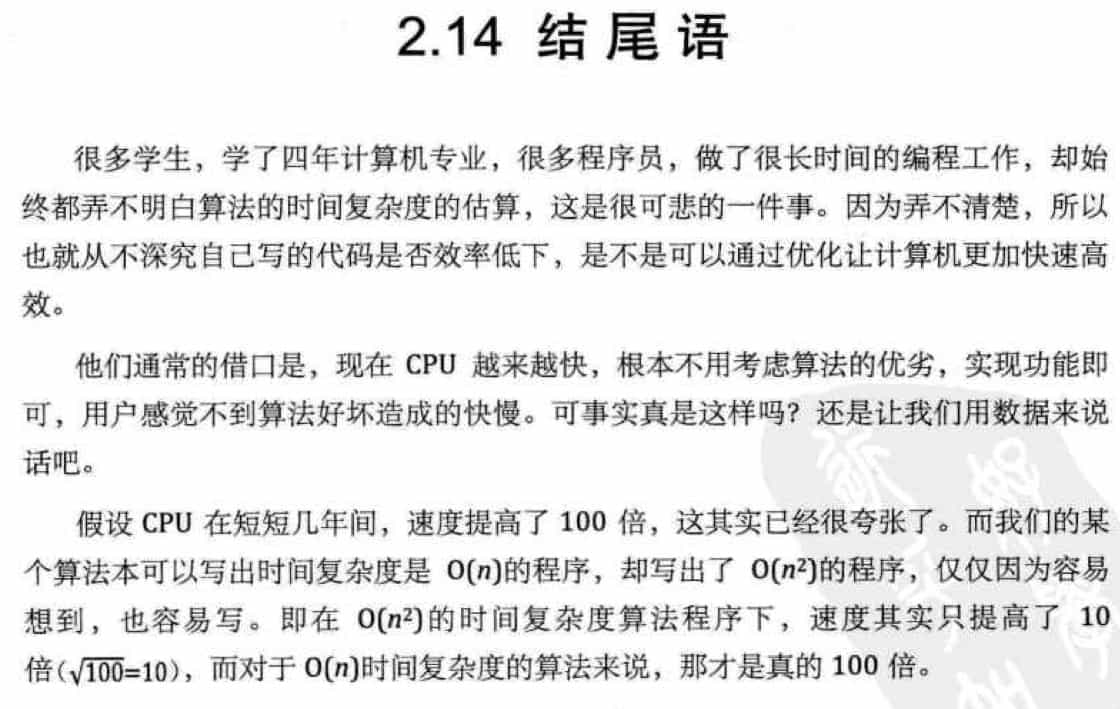 2.14 结尾语
很多学生，学了四年计算机专业，很多程序员，做了很长时间的编程工作，却始
终都弄不明白算法的时间复杂度的估算，这是很可悲的一件事。因为弄不清楚，所以
也就从不深究自己写的代码是否效率低下，是不是可以通过优化让计算机更加快速高
效。
他们通常的借口是，现在 CPU 越来越快，根本不用考虑算法的优劣，实现功能即
可，用户感觉不到算法好坏造成的快慢。可事实真是这样吗？还是让我们用数据来说
话吧。
假设 CPU 在短短几年间，速度提高了 100 倍，这其实已经很夸张了。而我们的某
个算法本可以写出时间复杂度是 O(n)的程序，却写出了 O(n²)的程序，仅仅因为容易
想到，也容易写。即在 O(n²)的时间复杂度算法程序下，速度其实只提高了 10
倍(√100=10)，而对于 O(n)时间复杂度的算法来说，那才是真的 100 倍。